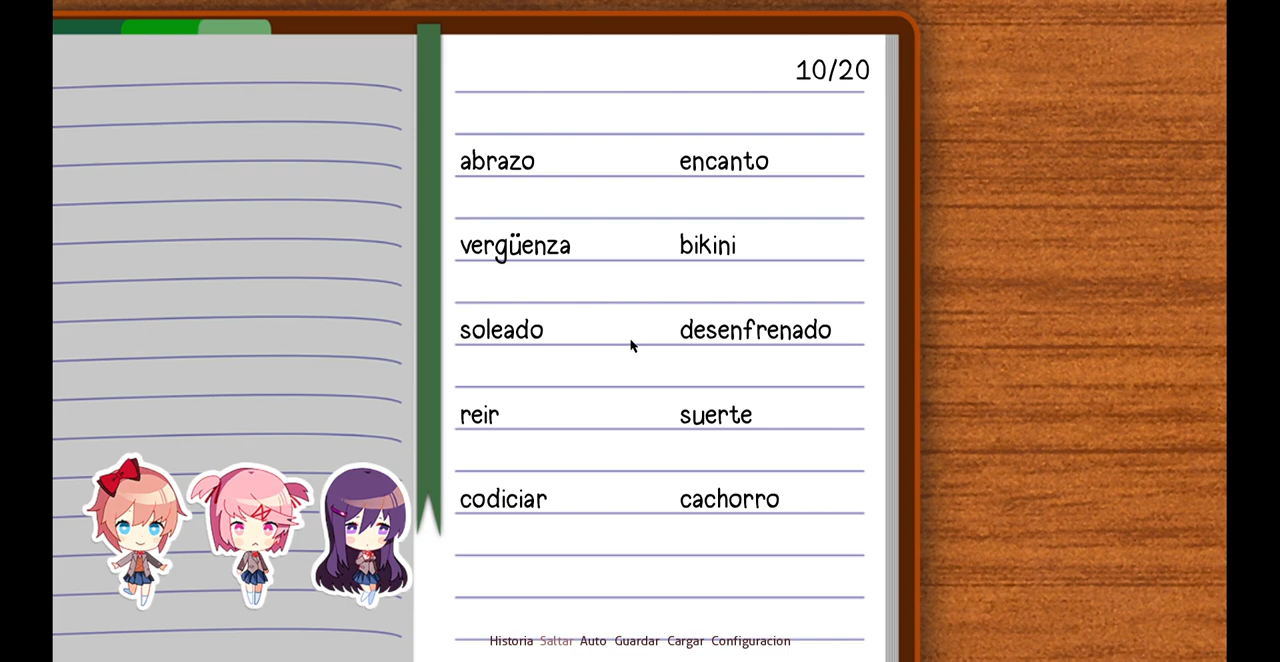 10/20
abrazo encanto
vergüenza bikini
soleado desenfrenado
reir suerte
codiciar cachorro
Historia Saltar Auto Guardar Cargar Configuracion